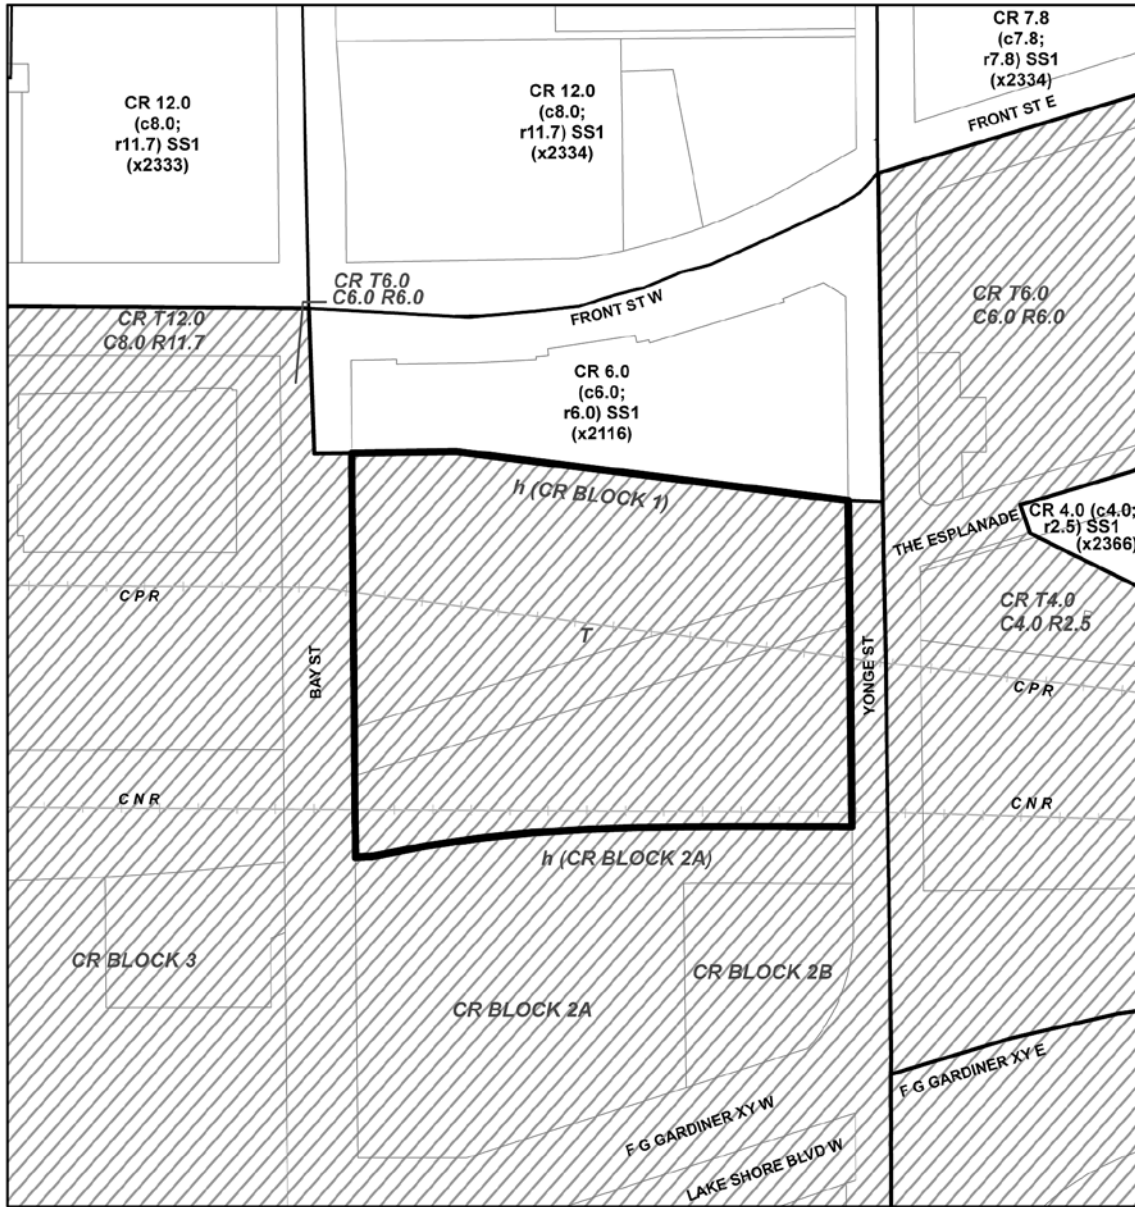 CR 7.8
(c7.8;
r7.8) SS1
(x2334)
CR 12.0
(c8.0;
r11.7) SS1
(x2333)
CR 12.0
(c8.0;
r11.7) SS1
(x2334)
FRONT ST E
CR T6.0
C6.0 R6.0
CR T12.0
C8.0 R11.7
FRONT ST W
CR T6.0
C6.0 R6.0
CR 6.0
(c6.0;
r6.0) SS1
(x2116)
h (CR BLOCK 1)
THE ESPLANADE
CR 4.0 (c4.0;
r2.5) SS1
(x2366)
CPR
CR T4.0
C4.0 R2.5
T
BAY ST
YONGE ST
CPR
CNR
CNR
h (CR BLOCK 2A)
CR BLOCK 3
CR BLOCK 2B
CR BLOCK 2A
F G GARDINER XY E
F G GARDINER XY W
LAKE SHORE BLVD W